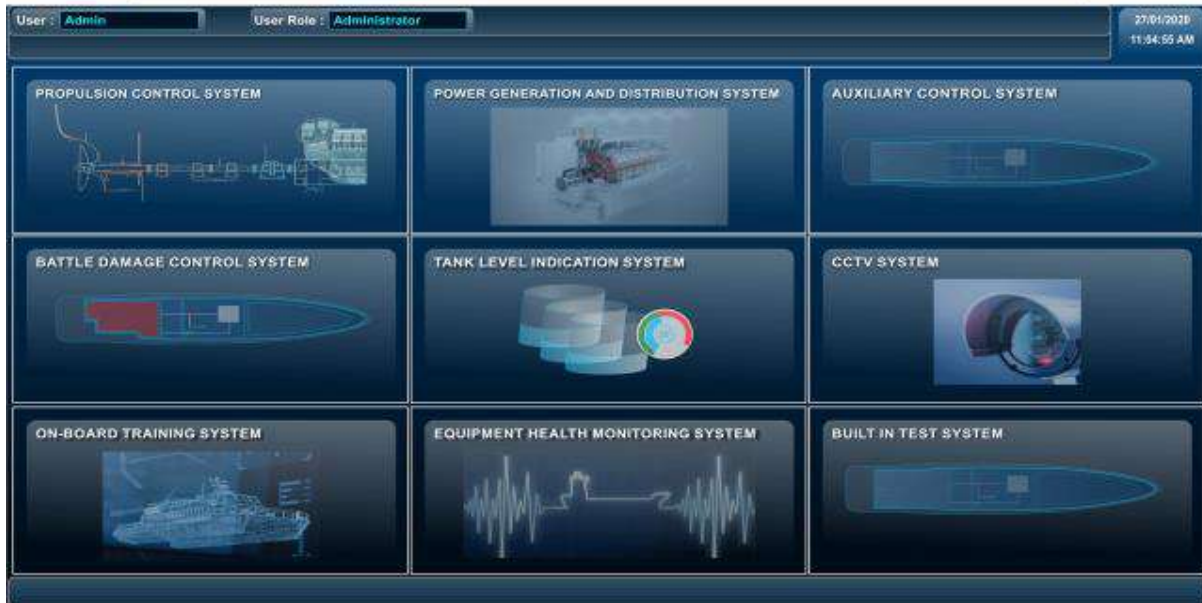 User : Admin User Role : Administrator
27/01/2020
11:54:55 AM
PROPULSION CONTROL SYSTEM
POWER GENERATION AND DISTRIBUTION SYSTEM
AUXILIARY CONTROL SYSTEM
BATTLE DAMAGE CONTROL SYSTEM
TANK LEVEL INDICATION SYSTEM
CCTV SYSTEM
ON-BOARD TRAINING SYSTEM
EQUIPMENT HEALTH MONITORING SYSTEM
BUILT IN TEST SYSTEM